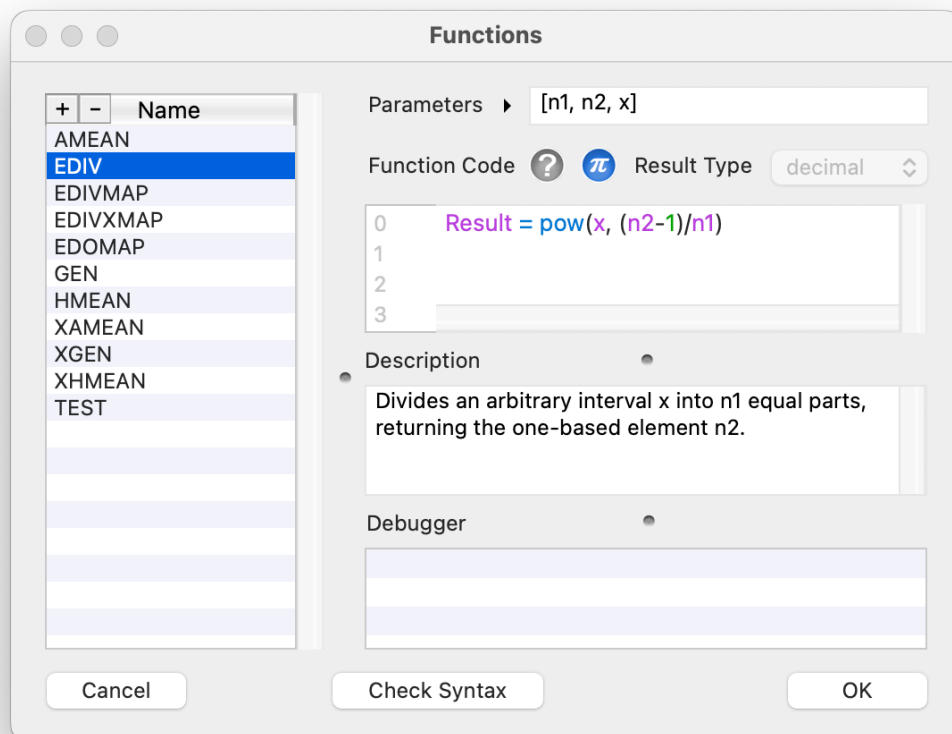 Functions
+ − Name
AMEAN
EDIV
EDIVMAP
EDIVXMAP
EDOMAP
GEN
HMEAN
XAMEAN
XGEN
XHMEAN
TEST
Parameters [n1, n2, x]
Function Code ? π Result Type decimal
0 Result = pow(x, (n2-1)/n1)
1
2
3
Description
Divides an arbitrary interval x into n1 equal parts,
returning the one-based element n2.
Debugger
Cancel Check Syntax OK